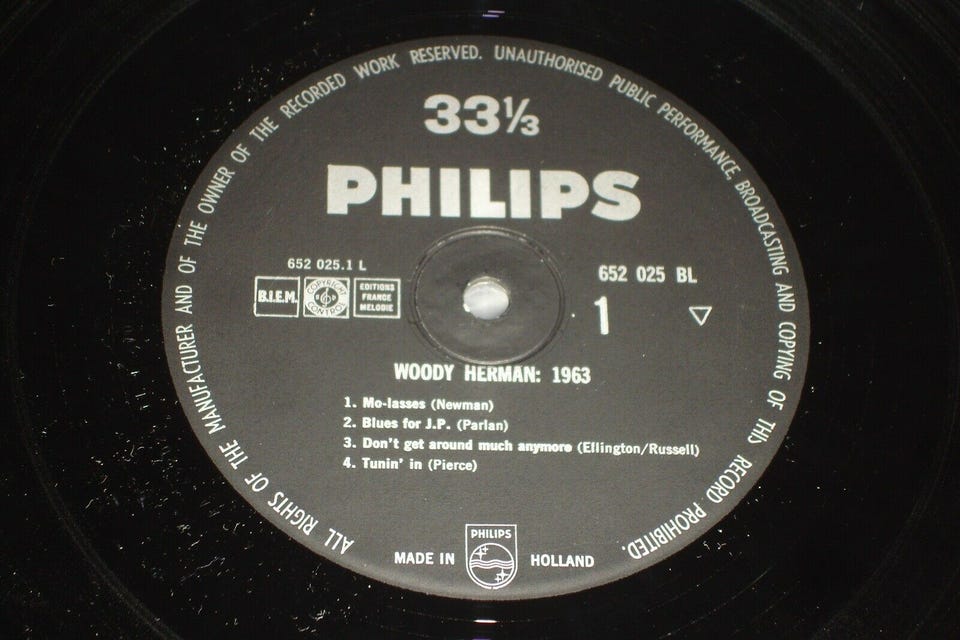 ALL RIGHTS OF THE MANUFACTURER AND OF THE OWNER OF THE RECORDED WORK RESERVED. UNAUTHORISED PUBLIC PERFORMANCE, BROADCASTING AND COPYING OF THIS RECORD PROHIBITED.
33⅓
PHILIPS
652 025.1 L
652 025 BL
B.I.E.M.
COPYRIGHT
CONTROL
EDITIONS
FRANCE
MELODIE
1
WOODY HERMAN: 1963
1. Mo-lasses (Newman)
2. Blues for J.P. (Parlan)
3. Don't get around much anymore (Ellington/Russell)
4. Tunin' in (Pierce)
PHILIPS
MADE IN HOLLAND